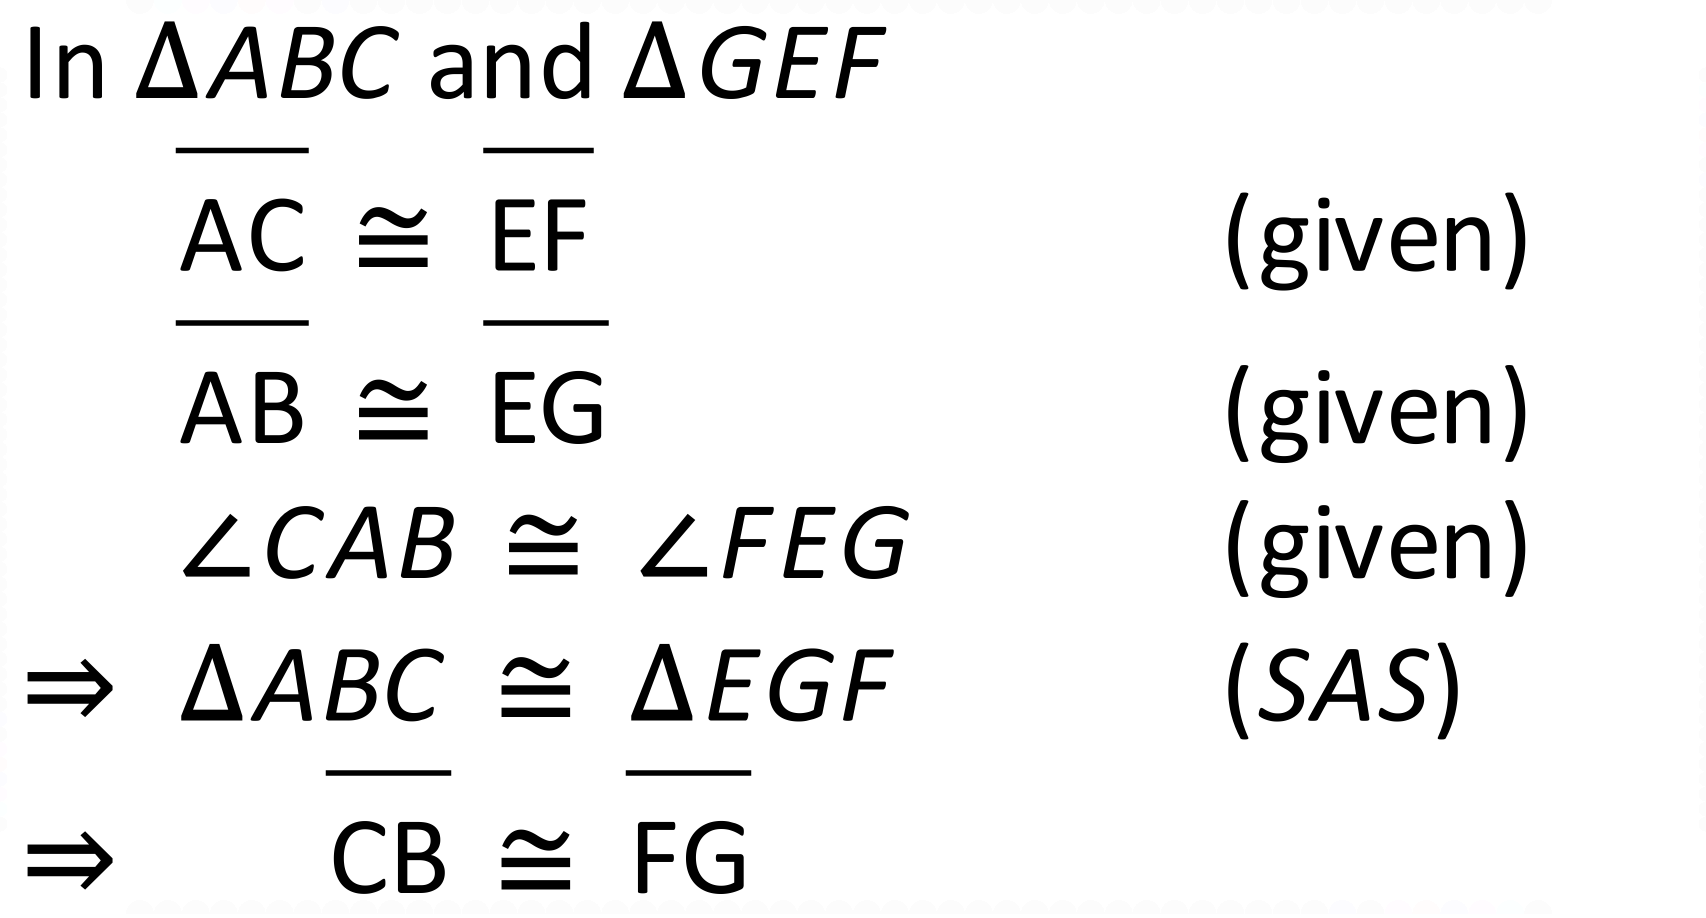 In ΔABC and ΔGEF
AC ≅ EF (given)
AB ≅ EG (given)
∠CAB ≅ ∠FEG (given)
⇒ ΔABC ≅ ΔEGF (SAS)
⇒ CB ≅ FG